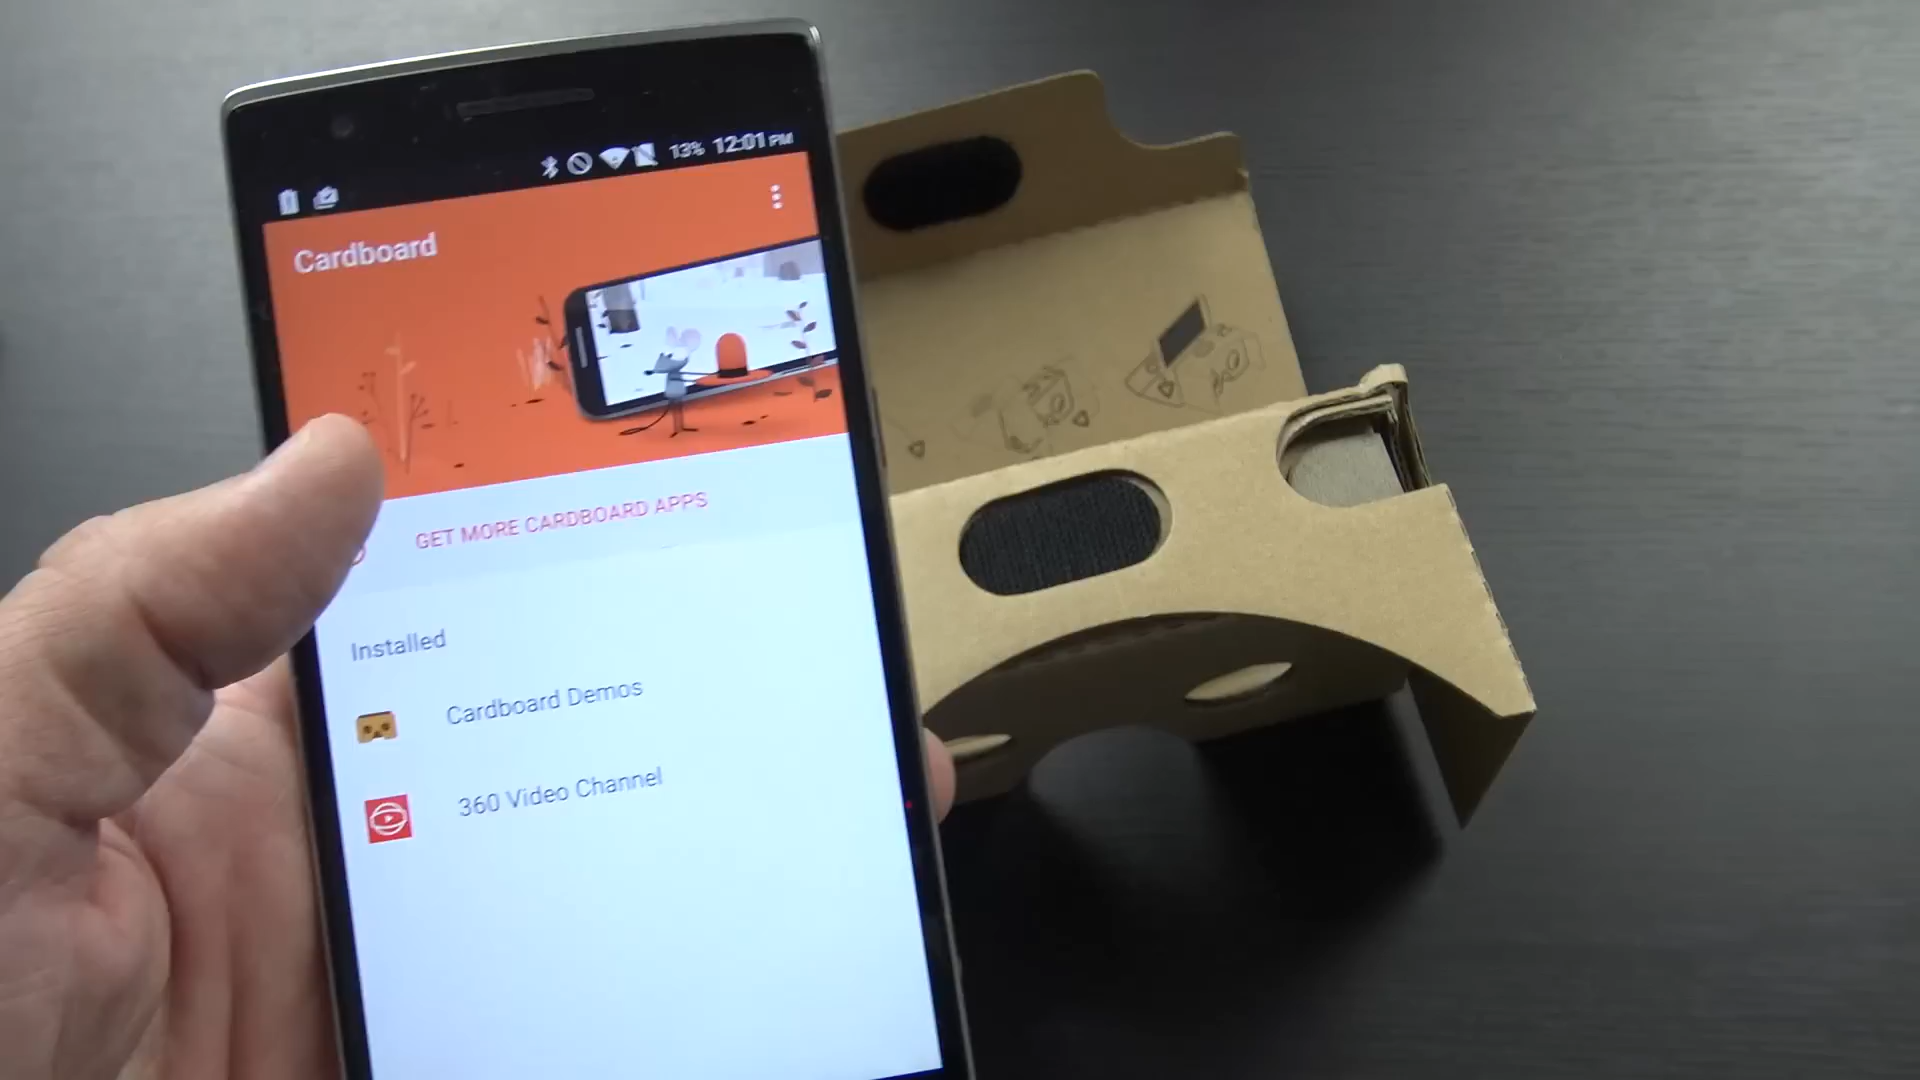 13% 12:01 PM
Cardboard
GET MORE CARDBOARD APPS
Installed
Cardboard Demos
360 Video Channel